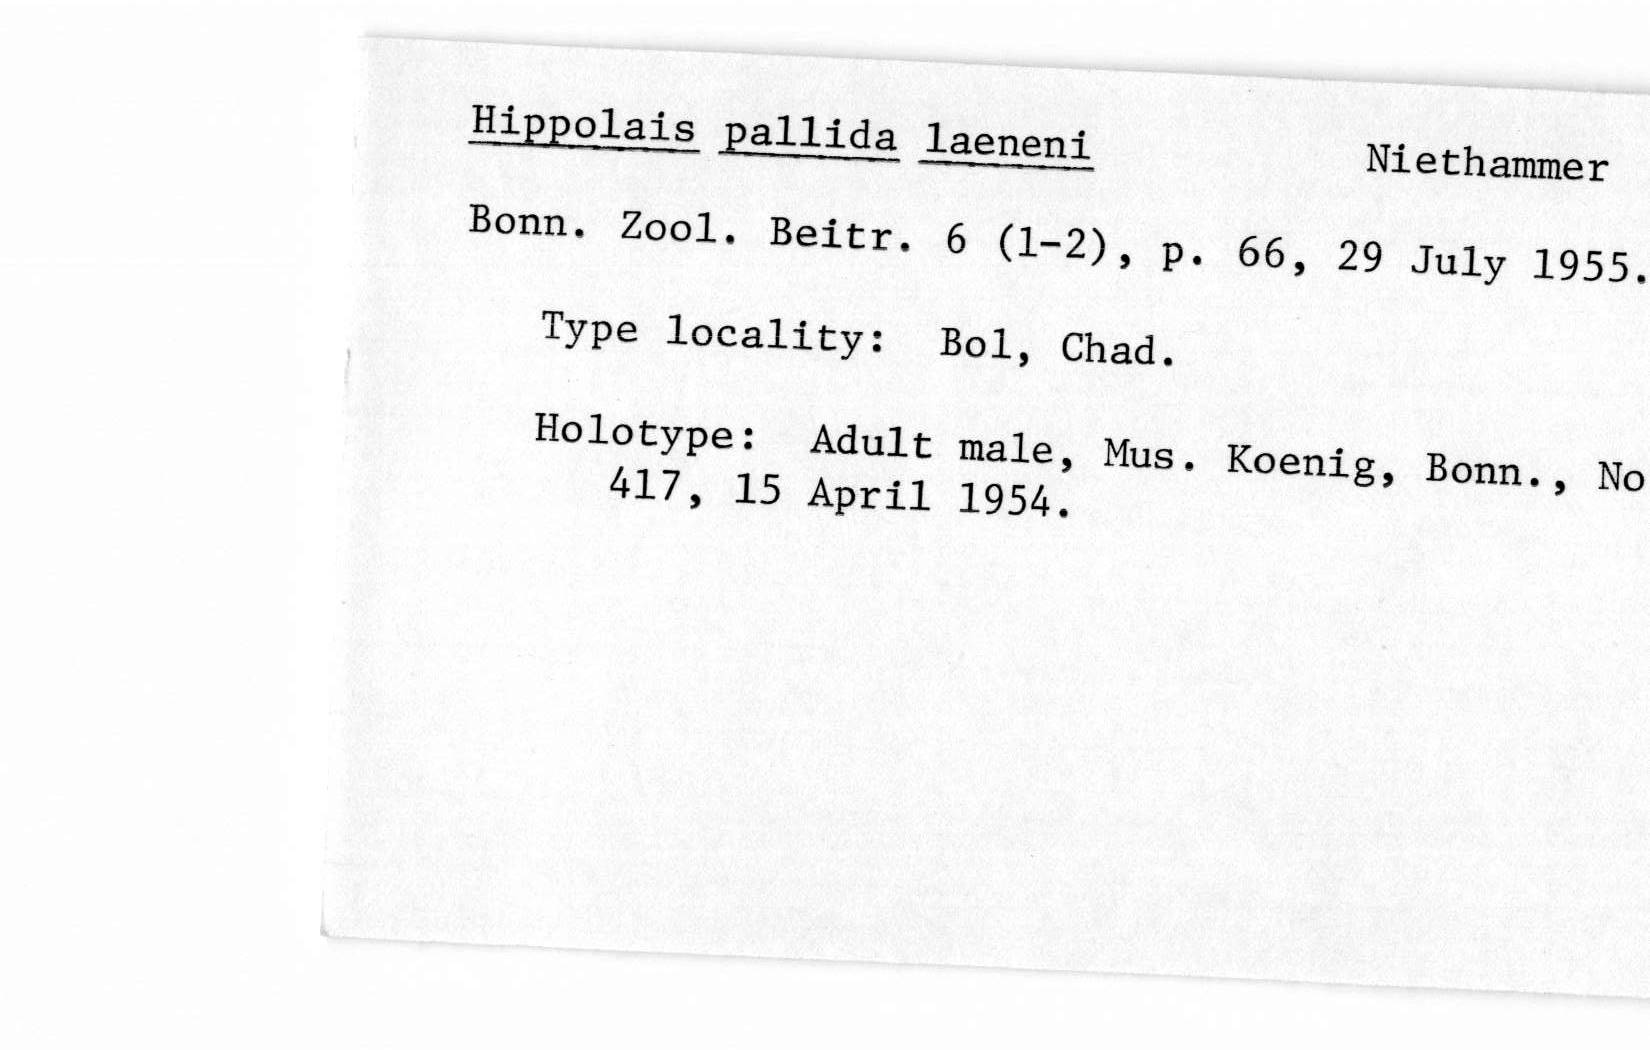 Hippolais pallida laeneni Niethammer
Bonn. Zool. Beitr. 6 (1-2), p. 66, 29 July 1955.
Type locality: Bol, Chad.
Holotype: Adult male, Mus. Koenig, Bonn., No
417, 15 April 1954.